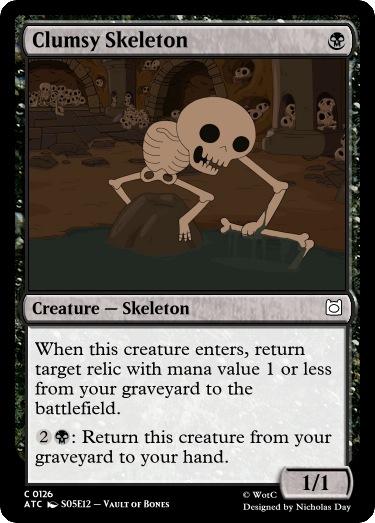 Clumsy Skeleton
Creature — Skeleton
When this creature enters, return
target relic with mana value 1 or less
from your graveyard to the
battlefield.
2 : Return this creature from your
graveyard to your hand.
1/1
C 0126
ATC S05E12 — Vault of Bones
© WotC
Designed by Nicholas Day